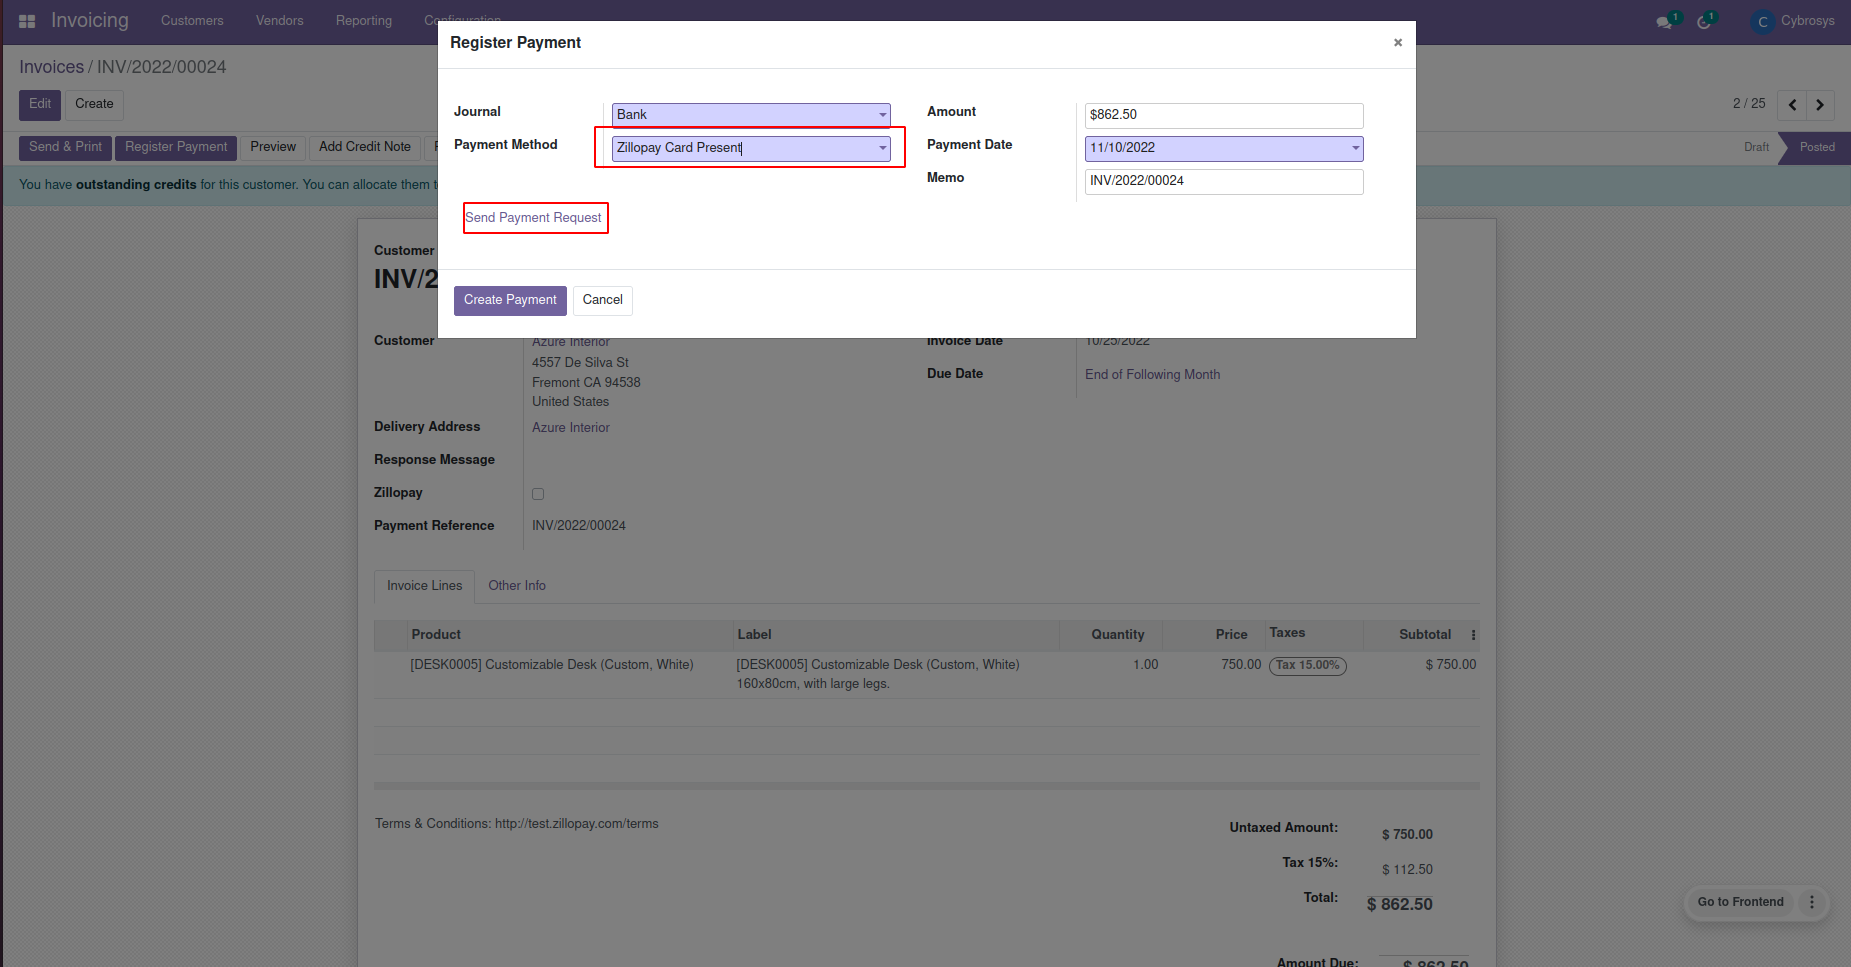 Invoicing Customers Vendors Reporting Configuration 1 1 C Cybrosys
Invoices / INV/2022/00024
Edit Create
2 / 25
Send & Print Register Payment Preview Add Credit Note
Draft Posted
You have outstanding credits for this customer. You can allocate them t
Register Payment ×
Journal Bank
Payment Method Zillopay Card Present
Amount $862.50
Payment Date 11/10/2022
Memo INV/2022/00024
Send Payment Request
Create Payment Cancel
Customer
INV/2
Customer Azure Interior
4557 De Silva St
Fremont CA 94538
United States
Invoice Date 10/25/2022
Due Date End of Following Month
Delivery Address Azure Interior
Response Message
Zillopay
Payment Reference INV/2022/00024
Invoice Lines Other Info
Product Label Quantity Price Taxes Subtotal
[DESK0005] Customizable Desk (Custom, White) [DESK0005] Customizable Desk (Custom, White) 1.00 750.00 Tax 15.00% $ 750.00
160x80cm, with large legs.
Terms & Conditions: http://test.zillopay.com/terms
Untaxed Amount: $ 750.00
Tax 15%: $ 112.50
Total: $ 862.50
Go to Frontend
Amount Due: $ 862.50